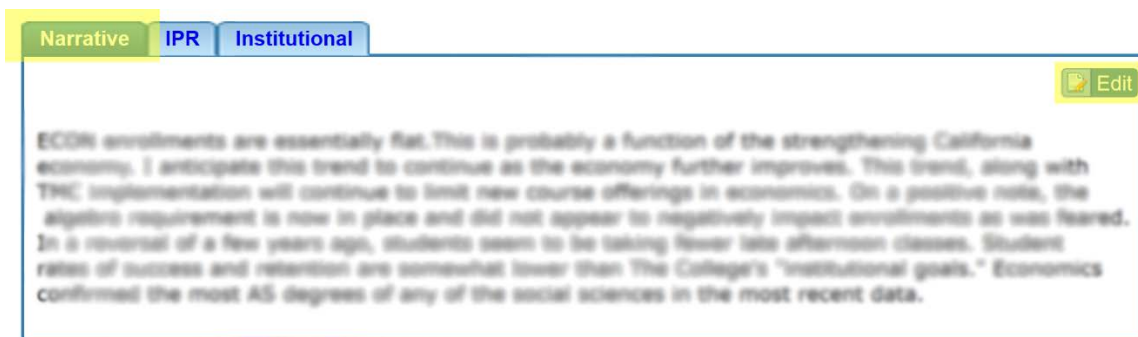 Narrative IPR Institutional
Edit
ECON enrollments are essentially flat.This is probably a function of the strengthening California
economy. I anticipate this trend to continue as the economy further improves. This trend, along with
TMC implementation will continue to limit new course offerings in economics. On a positive note, the
algebra requirement is now in place and did not appear to negatively impact enrollments as was feared.
In a reversal of a few years ago, students seem to be taking fewer late afternoon classes. Student
rates of success and retention are somewhat lower than The College's "institutional goals." Economics
confirmed the most AS degrees of any of the social sciences in the most recent data.